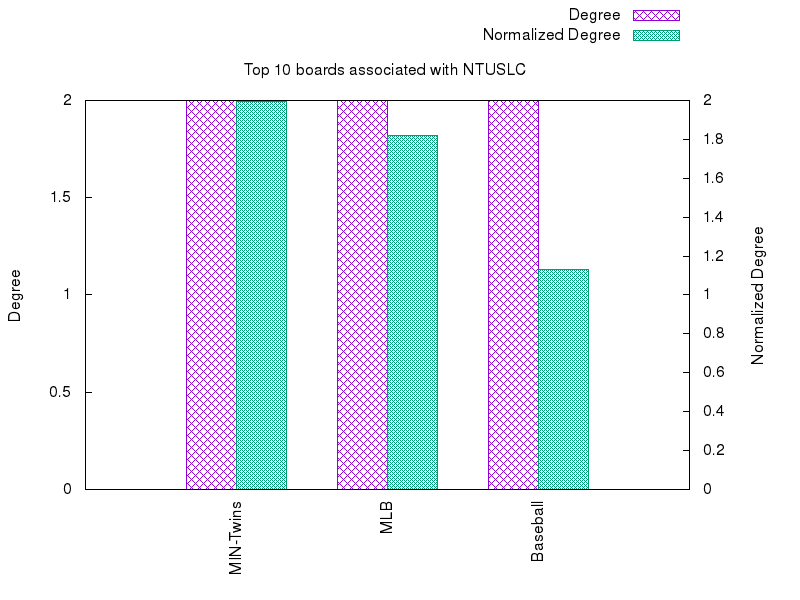 Degree
Normalized Degree
Top 10 boards associated with NTUSLC
2
1.5
1
0.5
0
Degree
2
1.8
1.6
1.4
1.2
1
0.8
0.6
0.4
0.2
0
Normalized Degree
MIN-Twins
MLB
Baseball